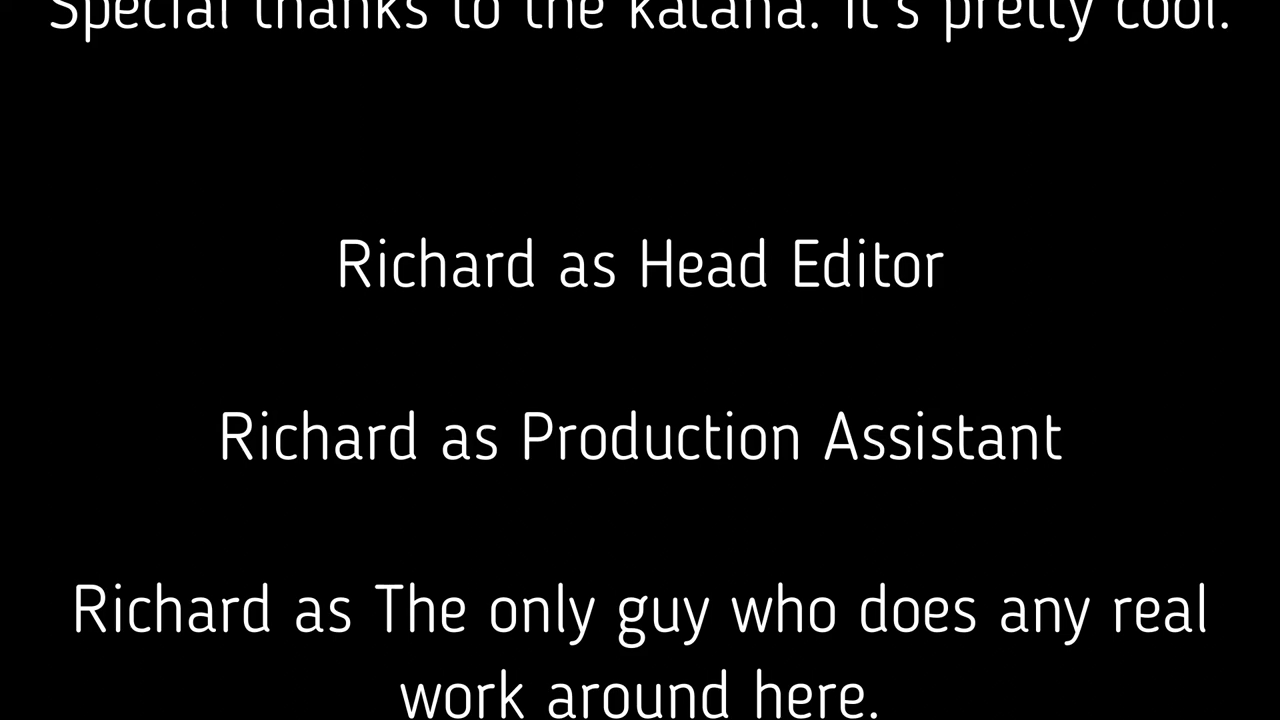 Special thanks to the katana. It's pretty cool.
Richard as Head Editor
Richard as Production Assistant
Richard as The only guy who does any real
work around here.